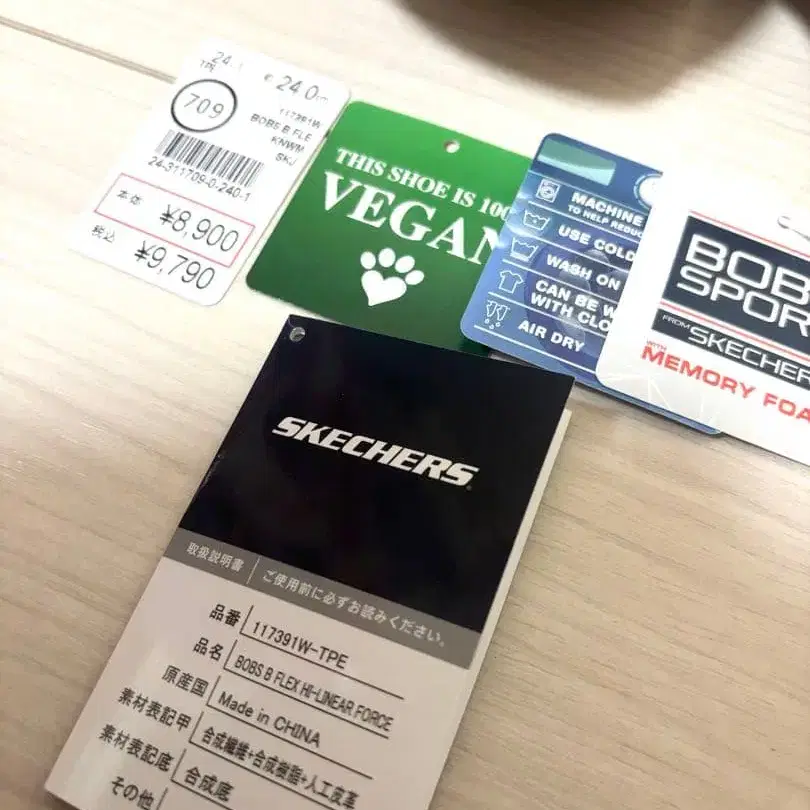 24.0
709
117391W
BOBS B FLE
KNWM
SKJ
24-311709-0-240-1
本体 ¥8,900
税込 ¥9,790
THIS SHOE IS 100
VEGAN
MACHINE
TO HELP REDUC
USE COLD
WASH ON
CAN BE W
WITH CLO
AIR DRY
BOBS
SPOR
FROM SKECHERS
WITH
MEMORY FOA
SKECHERS
取扱説明書 ご使用前に必ずお読みください。
品番 117391W-TPE
品名 BOBS B FLEX HI-LINEAR FORCE
原産国 Made in CHINA
素材表記甲 合成繊維+合成樹脂+人工皮革
素材表記底 合成底
その他